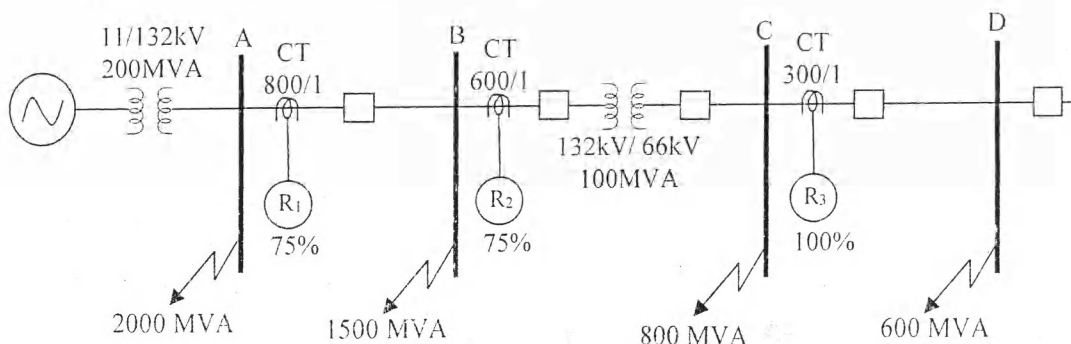 11/132kV
200MVA
A
CT
800/1
R1
75%
2000 MVA
B
CT
600/1
R2
75%
1500 MVA
132kV/ 66kV
100MVA
C
CT
300/1
R3
100%
800 MVA
D
600 MVA